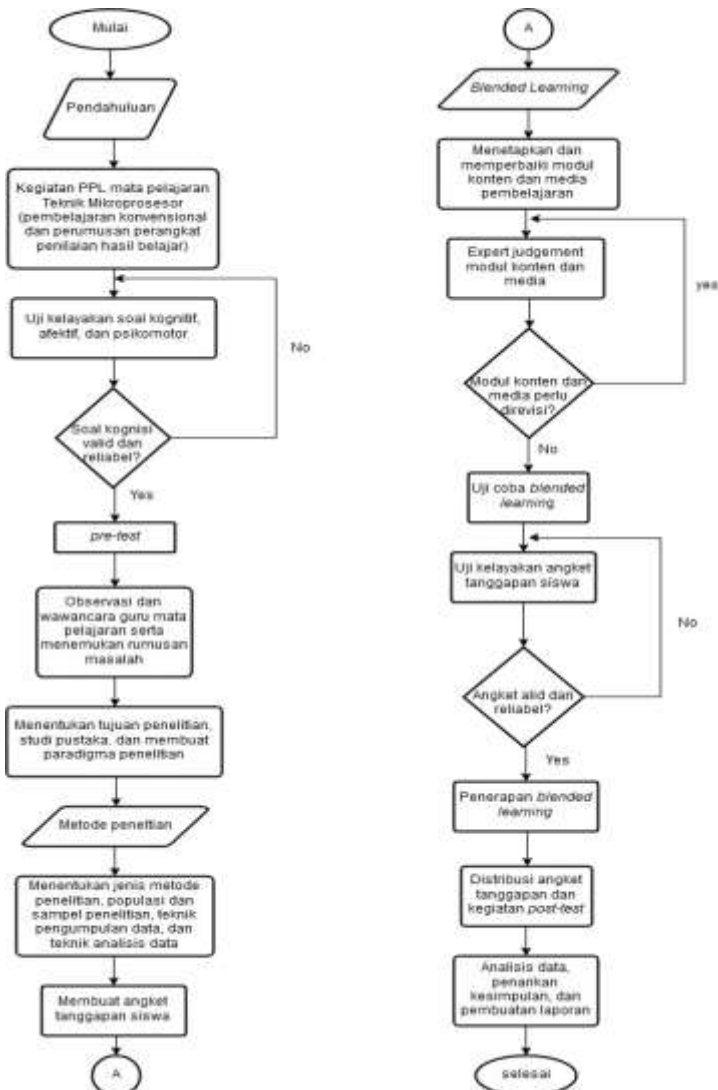 Mulai
Pendahuluan
Kegiatan PPL mata pelajaran
Teknik Mikroprosesor
(pembelajaran konvensional
dan perumusan perangkat
penilaian hasil belajar)
Uji kelayakan soal kognitif,
afektif, dan psikomotor
No
Soal kognisi
valid dan
reliabel?
Yes
pre-test
Observasi dan
wawancara guru mata
pelajaran serta
menemukan rumusan
masalah
Menentukan tujuan penelitian,
studi pustaka, dan membuat
paradigma penelitian
Metode peneltian
Menentukan jenis metode
penelitian, populasi dan
sampel penelitian, teknik
pengumpulan data, dan
teknik analisis data
Membuat angket
tanggapan siswa
A
A
Blended Learning
Menetapkan dan
memperbaiki modul
konten dan media
pembelajaran
Expert judgement
modul konten dan
media
yes
Modul konten dan
media perlu
direvisi?
No
Uji coba blended
learning
Uji kelayakan angket
tanggapan siswa
No
Angket alid dan
reliabel?
Yes
Penerapan blended
learning
Distribusi angket
tanggapan dan
kegiatan post-test
Analisis data,
penarikan
kesimpulan, dan
pembuatan laporan
selesai